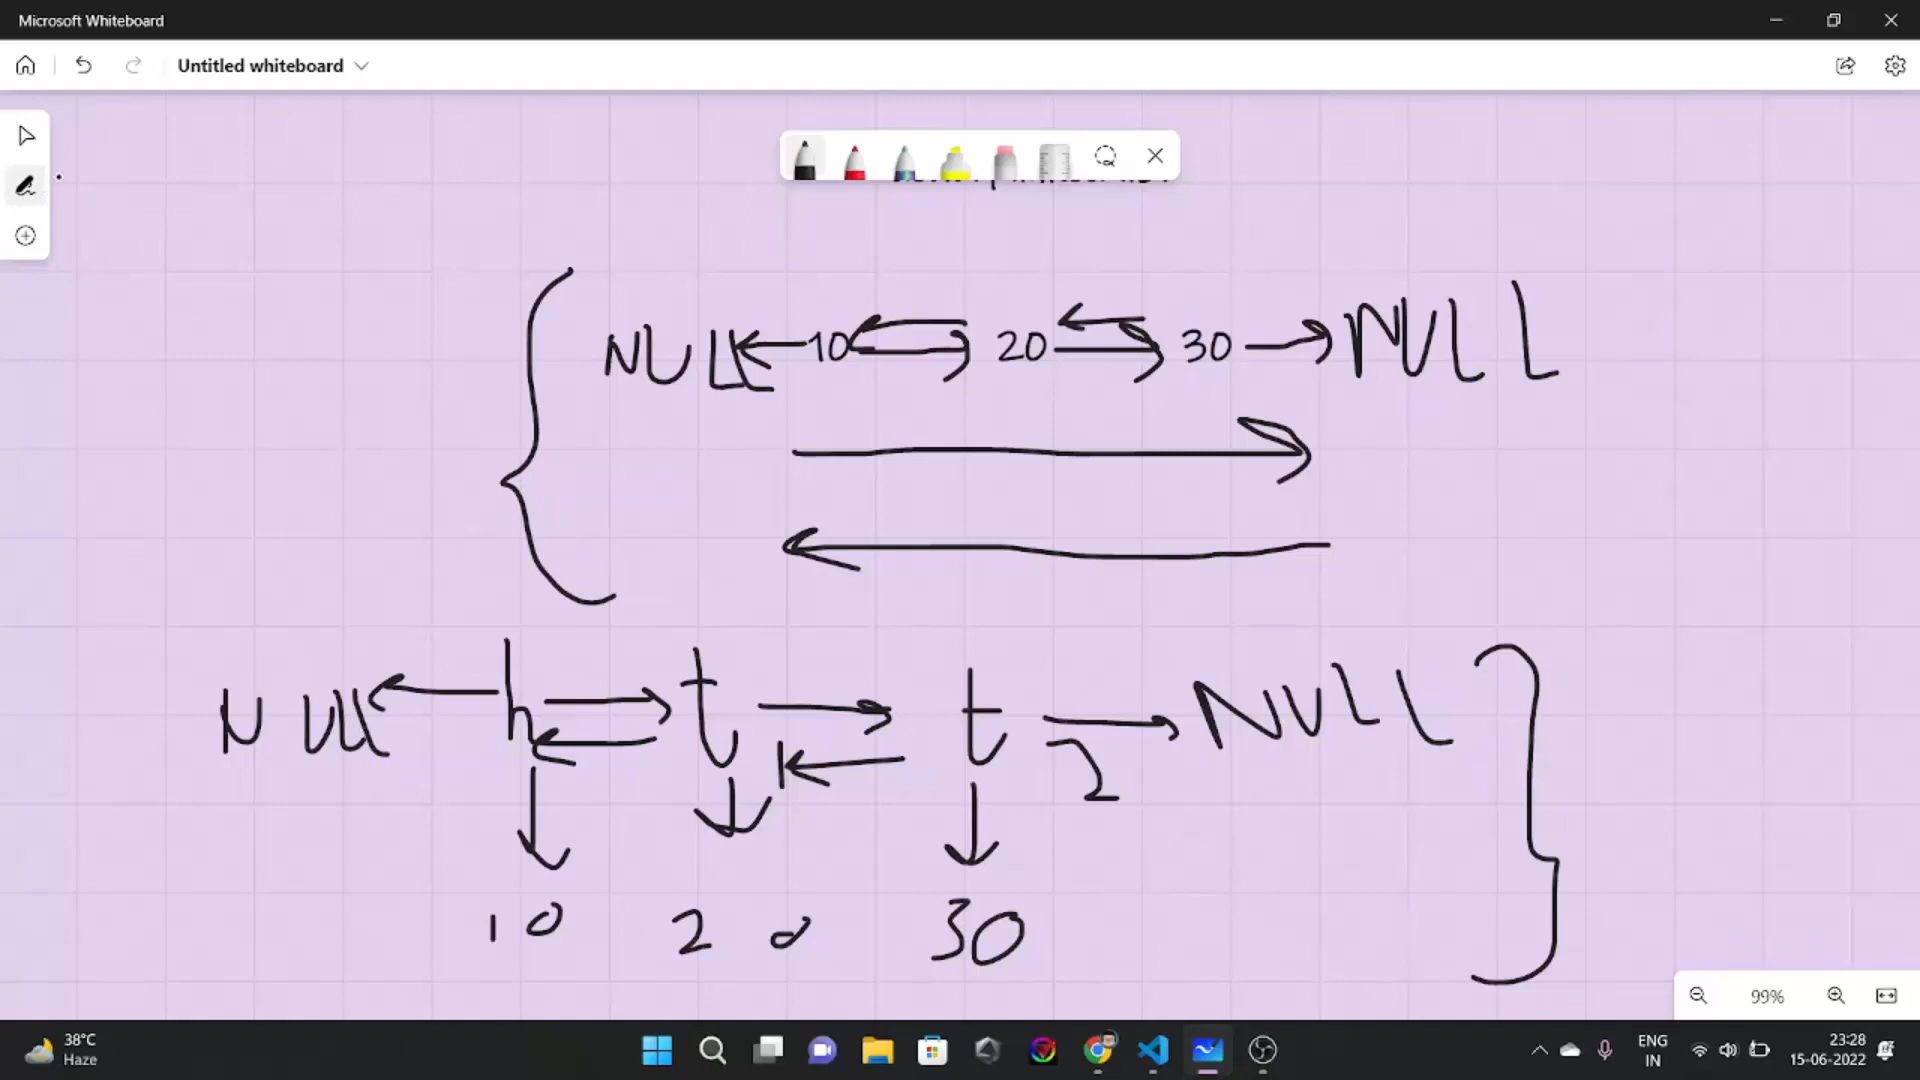 Microsoft Whiteboard
Untitled whiteboard
NULL 10 20 30 NULL
NULL h t t2 NULL
10 20 30
99%
38°C
Haze
ENG
IN
23:28
15-06-2022